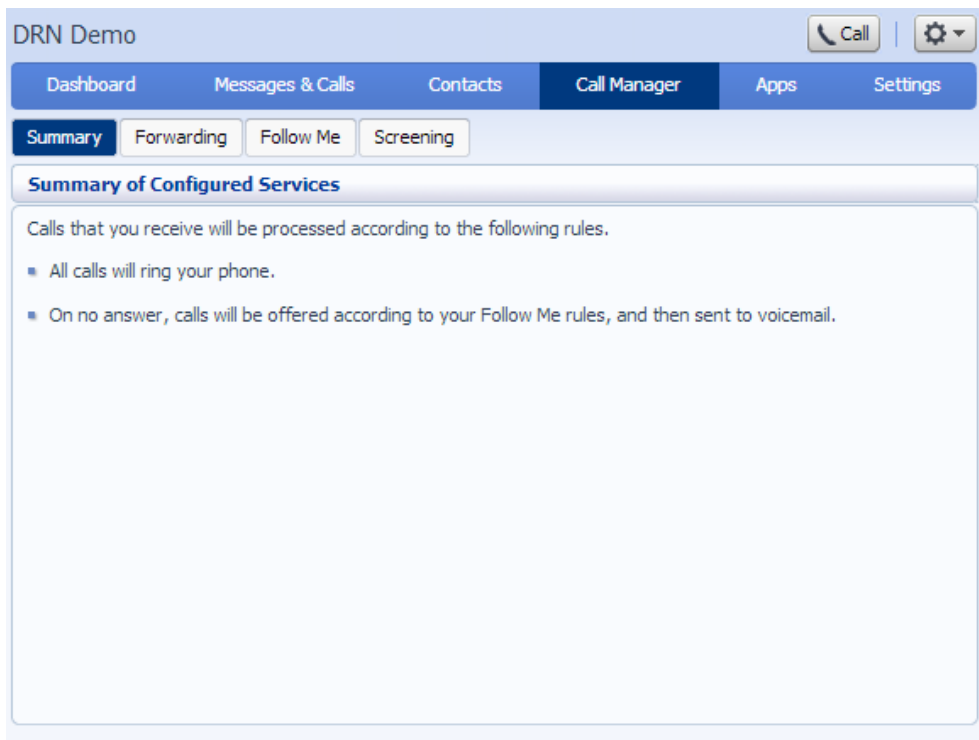 DRN Demo
Call
Dashboard Messages & Calls Contacts Call Manager Apps Settings
Summary Forwarding Follow Me Screening
Summary of Configured Services
Calls that you receive will be processed according to the following rules.
All calls will ring your phone.
On no answer, calls will be offered according to your Follow Me rules, and then sent to voicemail.